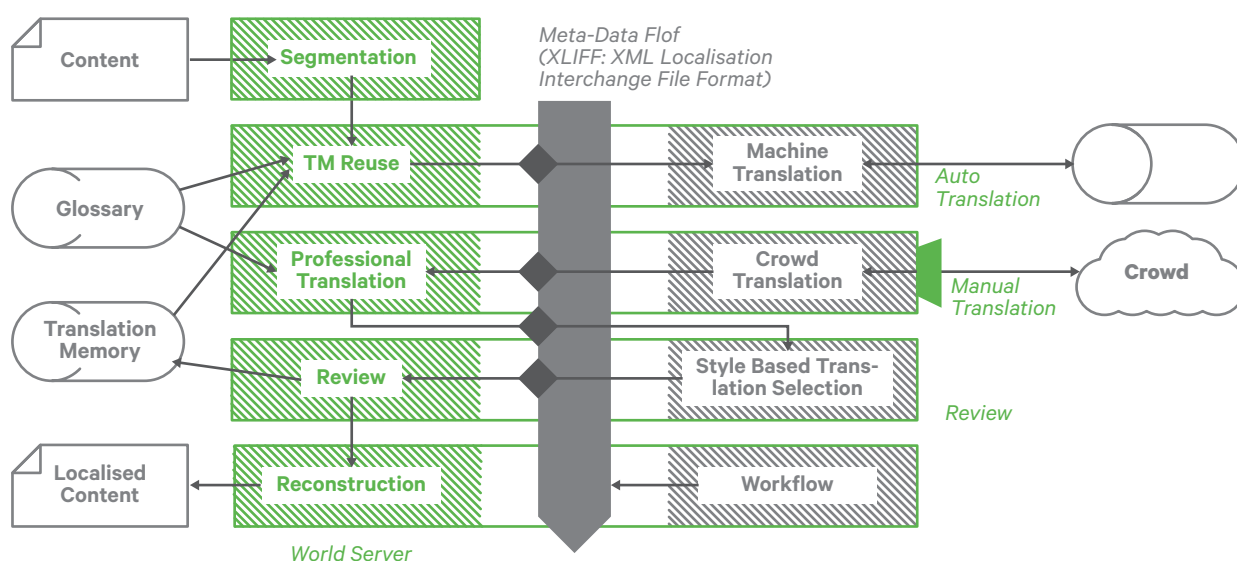 Content
Segmentation
Meta-Data Flof
(XLIFF: XML Localisation
Interchange File Format)
TM Reuse
Machine
Translation
Auto
Translation
Glossary
Professional
Translation
Crowd
Translation
Manual
Translation
Crowd
Translation
Memory
Review
Style Based Trans-
lation Selection
Review
Localised
Content
Reconstruction
Workflow
World Server